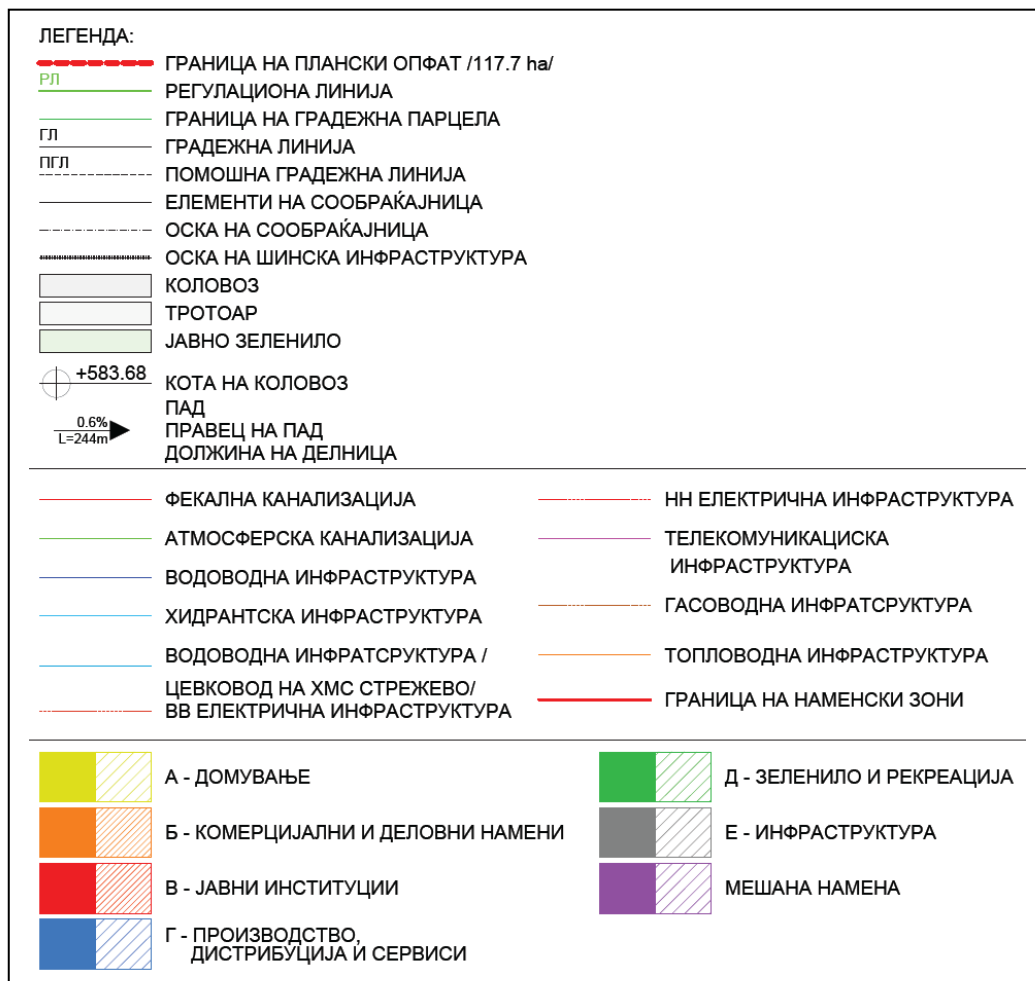 ЛЕГЕНДА:
ГРАНИЦА НА ПЛАНСКИ ОПФАТ /117.7 ha/
РЛ
РЕГУЛАЦИОНА ЛИНИЈА
ГРАНИЦА НА ГРАДЕЖНА ПАРЦЕЛА
ГЛ
ГРАДЕЖНА ЛИНИЈА
ПГЛ
ПОМОШНА ГРАДЕЖНА ЛИНИЈА
ЕЛЕМЕНТИ НА СООБРАЌАЈНИЦА
ОСКА НА СООБРАЌАЈНИЦА
ОСКА НА ШИНСКА ИНФРАСТРУКТУРА
КОЛОВОЗ
ТРОТОАР
ЈАВНО ЗЕЛЕНИЛО
+583.68
КОТА НА КОЛОВОЗ
ПАД
0.6%
ПРАВЕЦ НА ПАД
L=244m
ДОЛЖИНА НА ДЕЛНИЦА
ФЕКАЛНА КАНАЛИЗАЦИЈА
АТМОСФЕРСКА КАНАЛИЗАЦИЈА
ВОДОВОДНА ИНФРАСТРУКТУРА
ХИДРАНТСКА ИНФРАСТРУКТУРА
ВОДОВОДНА ИНФРАТСРУКТУРА /
ЦЕВКОВОД НА ХМС СТРЕЖЕВО/
ВВ ЕЛЕКТРИЧНА ИНФРАСТРУКТУРА
НН ЕЛЕКТРИЧНА ИНФРАСТРУКТУРА
ТЕЛЕКОМУНИКАЦИСКА
ИНФРАСТРУКТУРА
ГАСОВОДНА ИНФРАТСРУКТУРА
ТОПЛОВОДНА ИНФРАСТРУКТУРА
ГРАНИЦА НА НАМЕНСКИ ЗОНИ
А - ДОМУВАЊЕ
Б - КОМЕРЦИЈАЛНИ И ДЕЛОВНИ НАМЕНИ
В - ЈАВНИ ИНСТИТУЦИИ
Г - ПРОИЗВОДСТВО,
ДИСТРИБУЦИЈА И СЕРВИСИ
Д - ЗЕЛЕНИЛО И РЕКРЕАЦИЈА
Е - ИНФРАСТРУКТУРА
МЕШАНА НАМЕНА